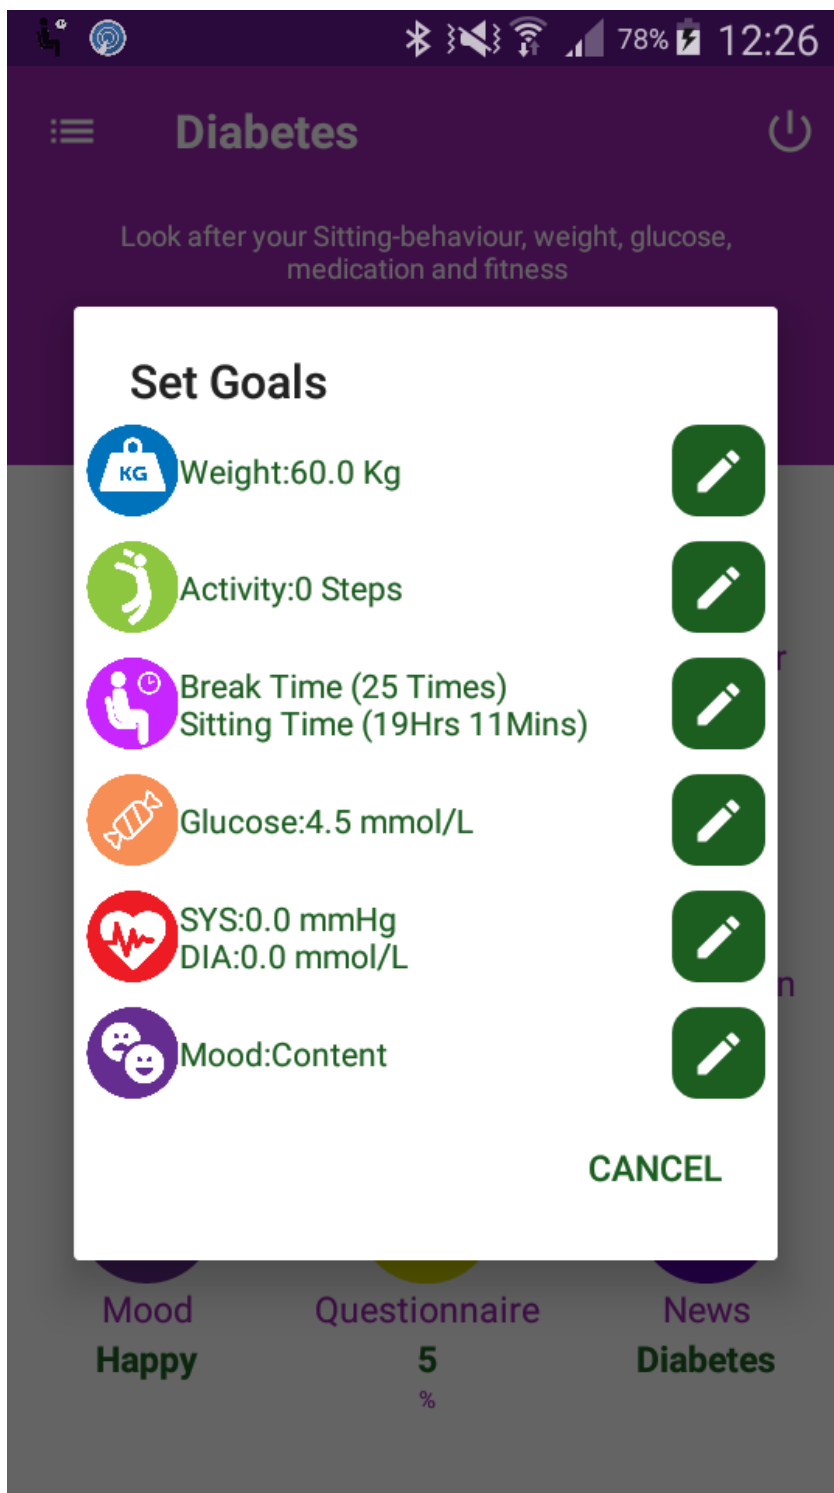 78% 12:26
Diabetes
Look after your Sitting-behaviour, weight, glucose,
medication and fitness
Set Goals
KG
Weight:60.0 Kg
Activity:0 Steps
r
Break Time (25 Times)
Sitting Time (19Hrs 11Mins)
Glucose:4.5 mmol/L
SYS:0.0 mmHg
DIA:0.0 mmol/L
n
Mood:Content
CANCEL
Mood Questionnaire News
Happy 5 Diabetes
%